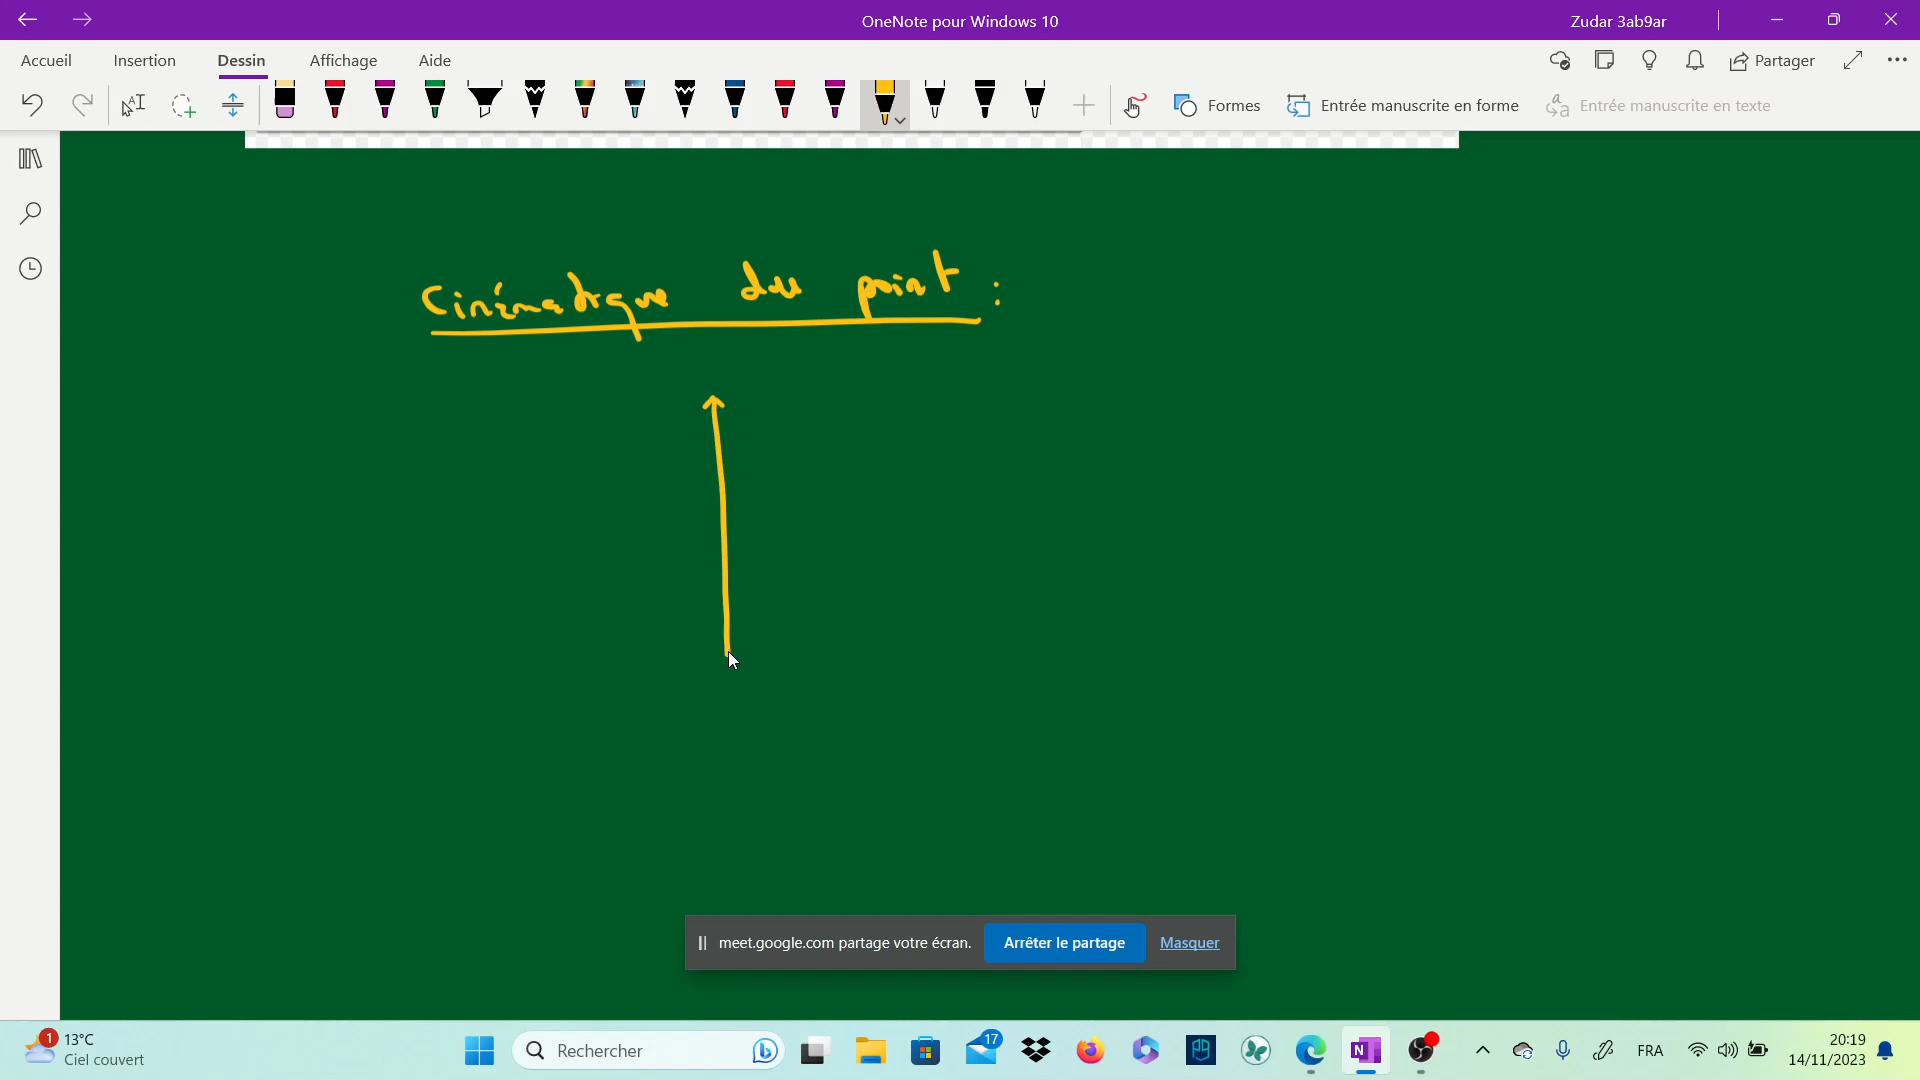 OneNote pour Windows 10
Zudar 3ab9ar
Accueil Insertion Dessin Affichage Aide
Partager
Formes Entrée manuscrite en forme Entrée manuscrite en texte
Cinématique du point :
meet.google.com partage votre écran. Arrêter le partage Masquer
1 13°C
Ciel couvert
Rechercher
17
FRA
20:19
14/11/2023